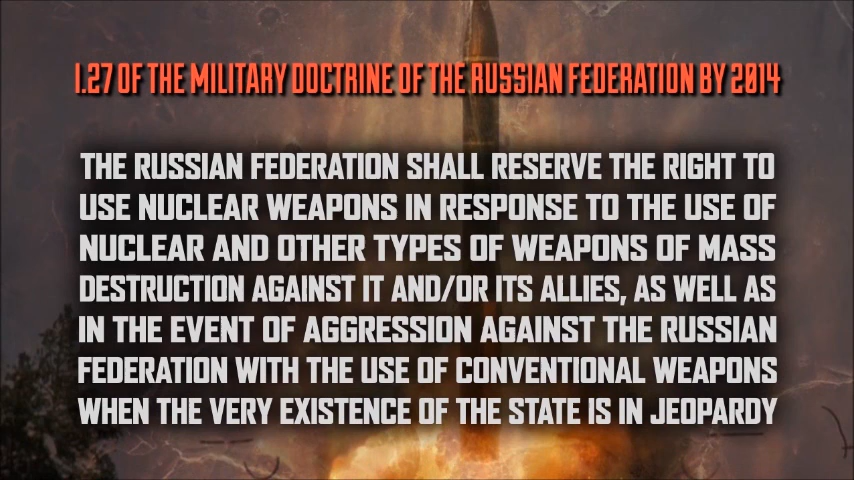 I.27 OF THE MILITARY DOCTRINE OF THE RUSSIAN FEDERATION BY 2014
THE RUSSIAN FEDERATION SHALL RESERVE THE RIGHT TO
USE NUCLEAR WEAPONS IN RESPONSE TO THE USE OF
NUCLEAR AND OTHER TYPES OF WEAPONS OF MASS
DESTRUCTION AGAINST IT AND/OR ITS ALLIES, AS WELL AS
IN THE EVENT OF AGGRESSION AGAINST THE RUSSIAN
FEDERATION WITH THE USE OF CONVENTIONAL WEAPONS
WHEN THE VERY EXISTENCE OF THE STATE IS IN JEOPARDY